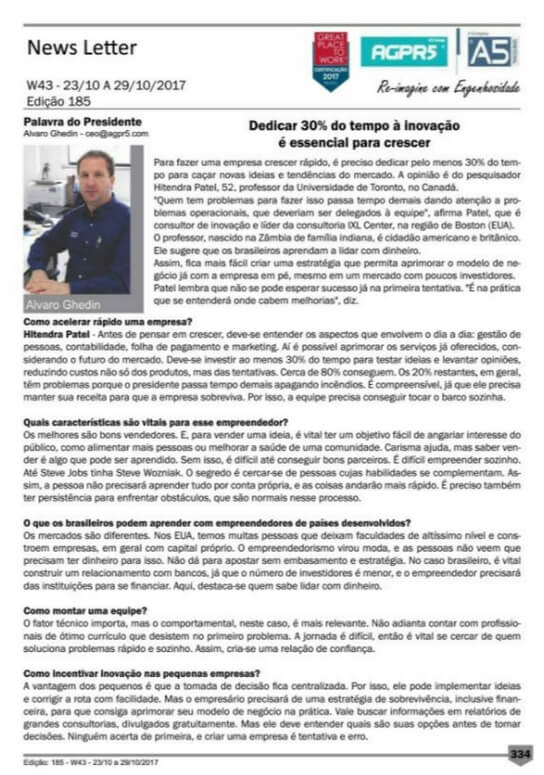 News Letter
GREAT
PLACE
TO
WORK
CERTIFICAÇÃO
2017
AGPR5
A5
Re-imagine com Engenhosidade
W43 - 23/10 A 29/10/2017
Edição 185
Palavra do Presidente
Alvaro Ghedin - ceo@agpr5.com
Alvaro Ghedin
Dedicar 30% do tempo à inovação
é essencial para crescer
Para fazer uma empresa crescer rápido, é preciso dedicar pelo menos 30% do tem-
po para caçar novas ideias e tendências do mercado. A opinião é do pesquisador
Hitendra Patel, 52, professor da Universidade de Toronto, no Canadá.
"Quem tem problemas para fazer isso passa tempo demais dando atenção a pro-
blemas operacionais, que deveriam ser delegados à equipe", afirma Patel, que é
consultor de inovação e líder da consultoria IXL Center, na região de Boston (EUA).
O professor, nascido na Zâmbia de família indiana, é cidadão americano e britânico.
Ele sugere que os brasileiros aprendam a lidar com dinheiro.
Assim, fica mais fácil criar uma estratégia que permita aprimorar o modelo de ne-
gócio já com a empresa em pé, mesmo em um mercado com poucos investidores.
Patel lembra que não se pode esperar sucesso já na primeira tentativa. "É na prática
que se entenderá onde cabem melhorias", diz.
Como acelerar rápido uma empresa?
Hitendra Patel - Antes de pensar em crescer, deve-se entender os aspectos que envolvem o dia a dia: gestão de
pessoas, contabilidade, folha de pagamento e marketing. Aí é possível aprimorar os serviços já oferecidos, con-
siderando o futuro do mercado. Deve-se investir ao menos 30% do tempo para testar ideias e levantar opiniões,
reduzindo custos não só dos produtos, mas das tentativas. Cerca de 80% conseguem. Os 20% restantes, em geral,
têm problemas porque o presidente passa tempo demais apagando incêndios. É compreensível, já que ele precisa
manter sua receita para que a empresa sobreviva. Por isso, a equipe precisa conseguir tocar o barco sozinha.
Quais características são vitais para esse empreendedor?
Os melhores são bons vendedores. E, para vender uma ideia, é vital ter um objetivo fácil de angariar interesse do
público, como alimentar mais pessoas ou melhorar a saúde de uma comunidade. Carisma ajuda, mas saber ven-
der é algo que pode ser aprendido. Sem isso, é difícil até conseguir bons parceiros. É difícil empreender sozinho.
Até Steve Jobs tinha Steve Wozniak. O segredo é cercar-se de pessoas cujas habilidades se complementam. As-
sim, a pessoa não precisará aprender tudo por conta própria, e as coisas andarão mais rápido. É preciso também
ter persistência para enfrentar obstáculos, que são normais nesse processo.
O que os brasileiros podem aprender com empreendedores de países desenvolvidos?
Os mercados são diferentes. Nos EUA, temos muitas pessoas que deixam faculdades de altíssimo nível e cons-
troem empresas, em geral com capital próprio. O empreendedorismo virou moda, e as pessoas não veem que
precisam ter dinheiro para isso. Não dá para apostar sem embasamento e estratégia. No caso brasileiro, é vital
construir um relacionamento com bancos, já que o número de investidores é menor, e o empreendedor precisará
das instituições para se financiar. Aqui, destaca-se quem sabe lidar com dinheiro.
Como montar uma equipe?
O fator técnico importa, mas o comportamental, neste caso, é mais relevante. Não adianta contar com profissio-
nais de ótimo currículo que desistem no primeiro problema. A jornada é difícil, então é vital se cercar de quem
soluciona problemas rápido e sozinho. Assim, cria-se uma relação de confiança.
Como incentivar inovação nas pequenas empresas?
A vantagem dos pequenos é que a tomada de decisão fica centralizada. Por isso, ele pode implementar ideias
e corrigir a rota com facilidade. Mas o empresário precisará de uma estratégia de sobrevivência, inclusive finan-
ceira, para que consiga aprimorar seu modelo de negócio na prática. Vale buscar informações em relatórios de
grandes consultorias, divulgados gratuitamente. Mas ele deve entender quais são suas opções antes de tomar
decisões. Ninguém acerta de primeira, e criar uma empresa é tentativa e erro.
334
Edição: 185 - W43 - 23/10 a 29/10/2017